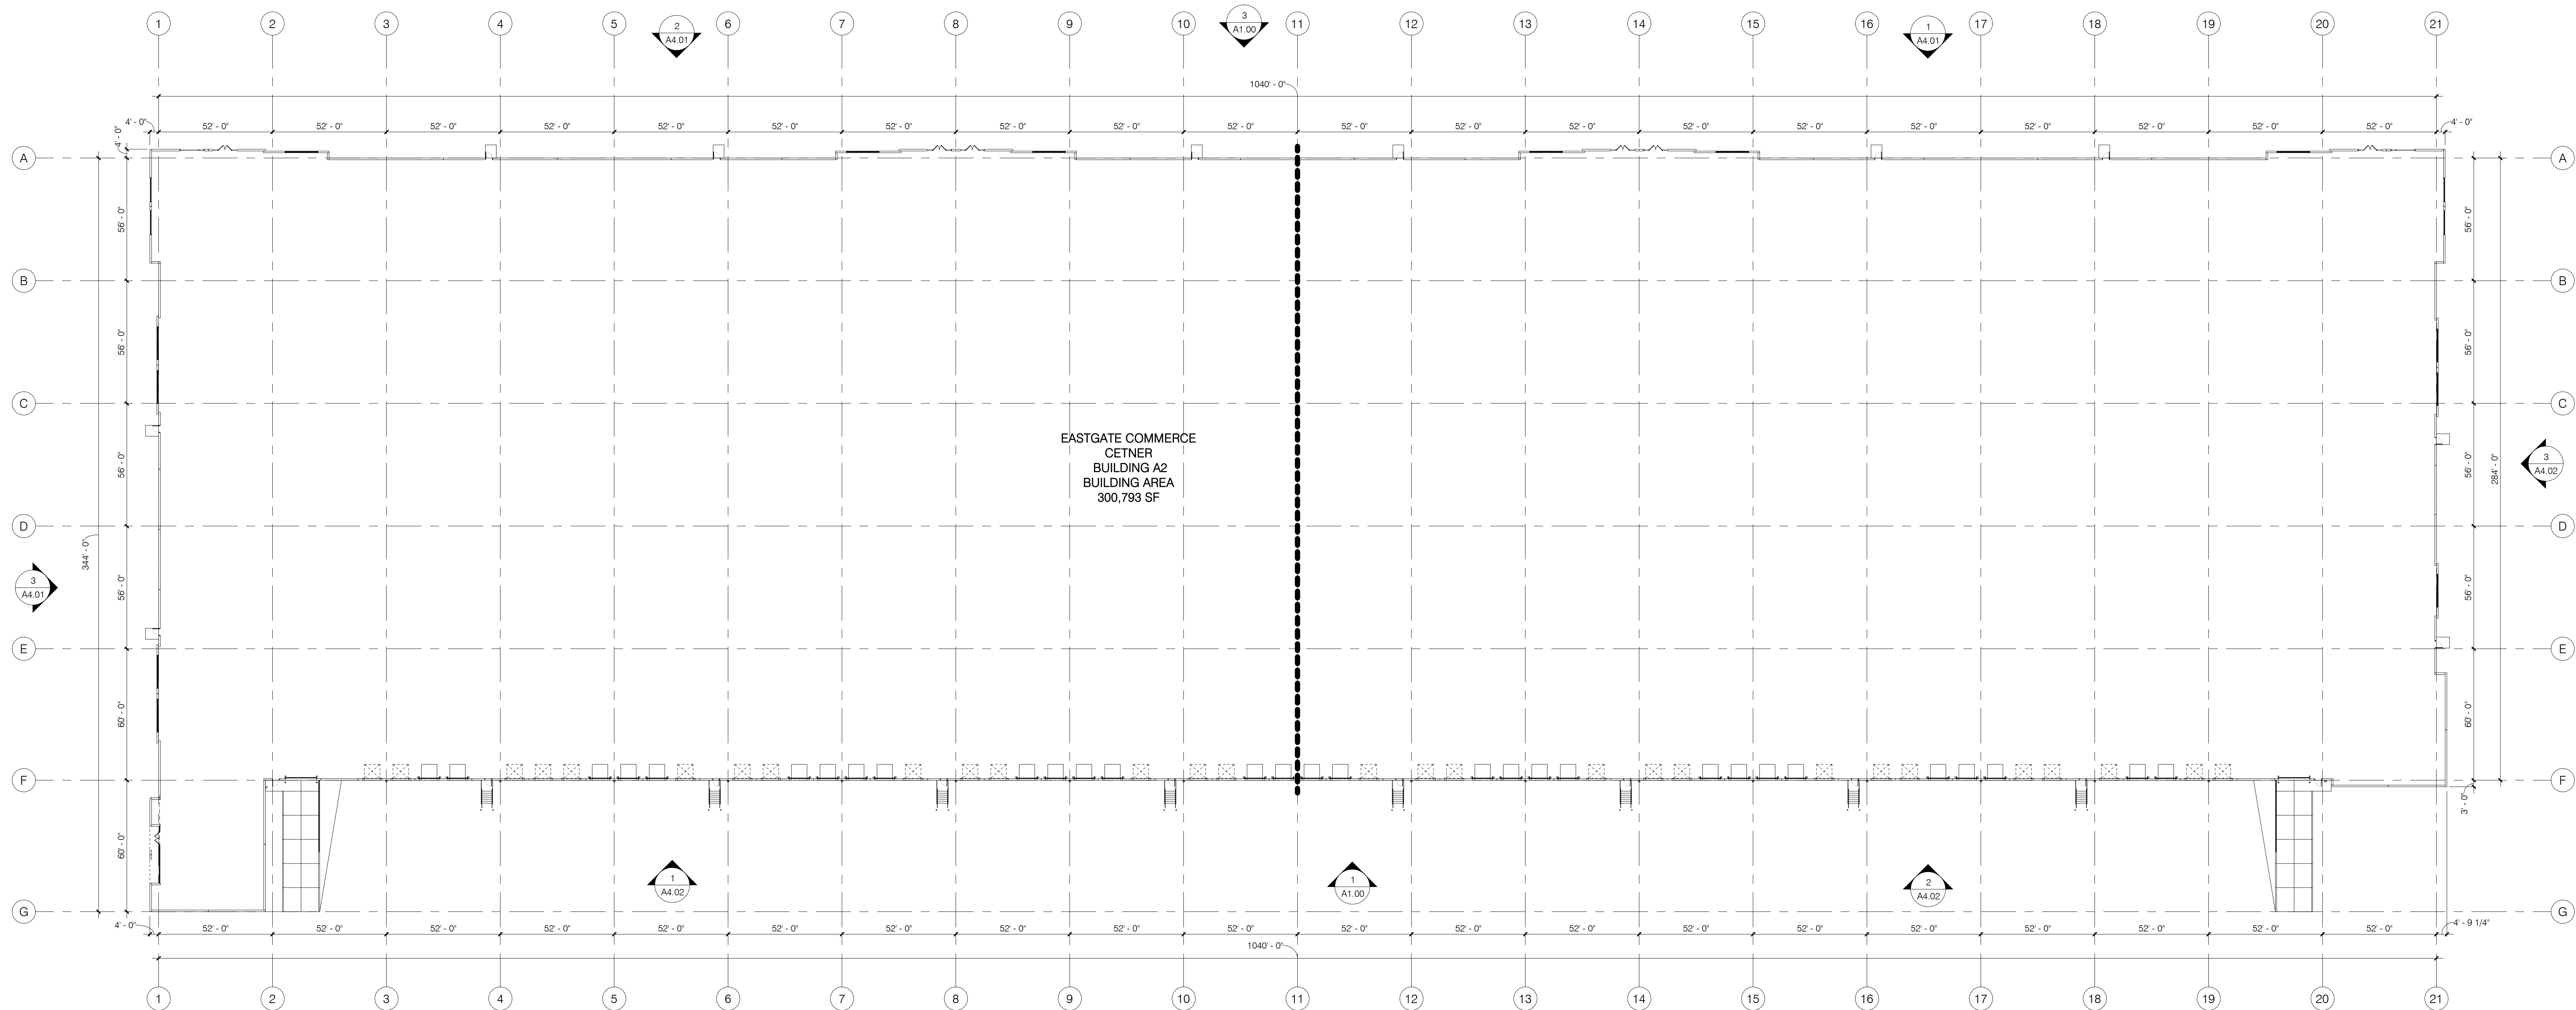 1 2 3 4 5 6 7 8 9 10 11 12 13 14 15 16 17 18 19 20 21
2
A4.01
3
A1.00
1
A4.01
1040' - 0"
4' - 0" 52' - 0" 52' - 0" 52' - 0" 52' - 0" 52' - 0" 52' - 0" 52' - 0" 52' - 0" 52' - 0" 52' - 0" 52' - 0" 52' - 0" 52' - 0" 52' - 0" 52' - 0" 52' - 0" 52' - 0" 52' - 0" 52' - 0" 52' - 0" 4' - 0"
4' - 0"
A A
56' - 0" 56' - 0"
B B
56' - 0" 56' - 0"
C C
EASTGATE COMMERCE
CETNER
BUILDING A2
BUILDING AREA
300,793 SF
56' - 0" 56' - 0"
284' - 0"
3
A4.02
D D
344' - 0"
3
A4.01
56' - 0" 56' - 0"
E E
60' - 0" 60' - 0"
F F
3' - 0"
60' - 0"
1
A4.02
1
A1.00
2
A4.02
G G
4' - 0" 52' - 0" 52' - 0" 52' - 0" 52' - 0" 52' - 0" 52' - 0" 52' - 0" 52' - 0" 52' - 0" 52' - 0" 52' - 0" 52' - 0" 52' - 0" 52' - 0" 52' - 0" 52' - 0" 52' - 0" 52' - 0" 52' - 0" 52' - 0" 4' - 9 1/4"
1040' - 0"
1 2 3 4 5 6 7 8 9 10 11 12 13 14 15 16 17 18 19 20 21